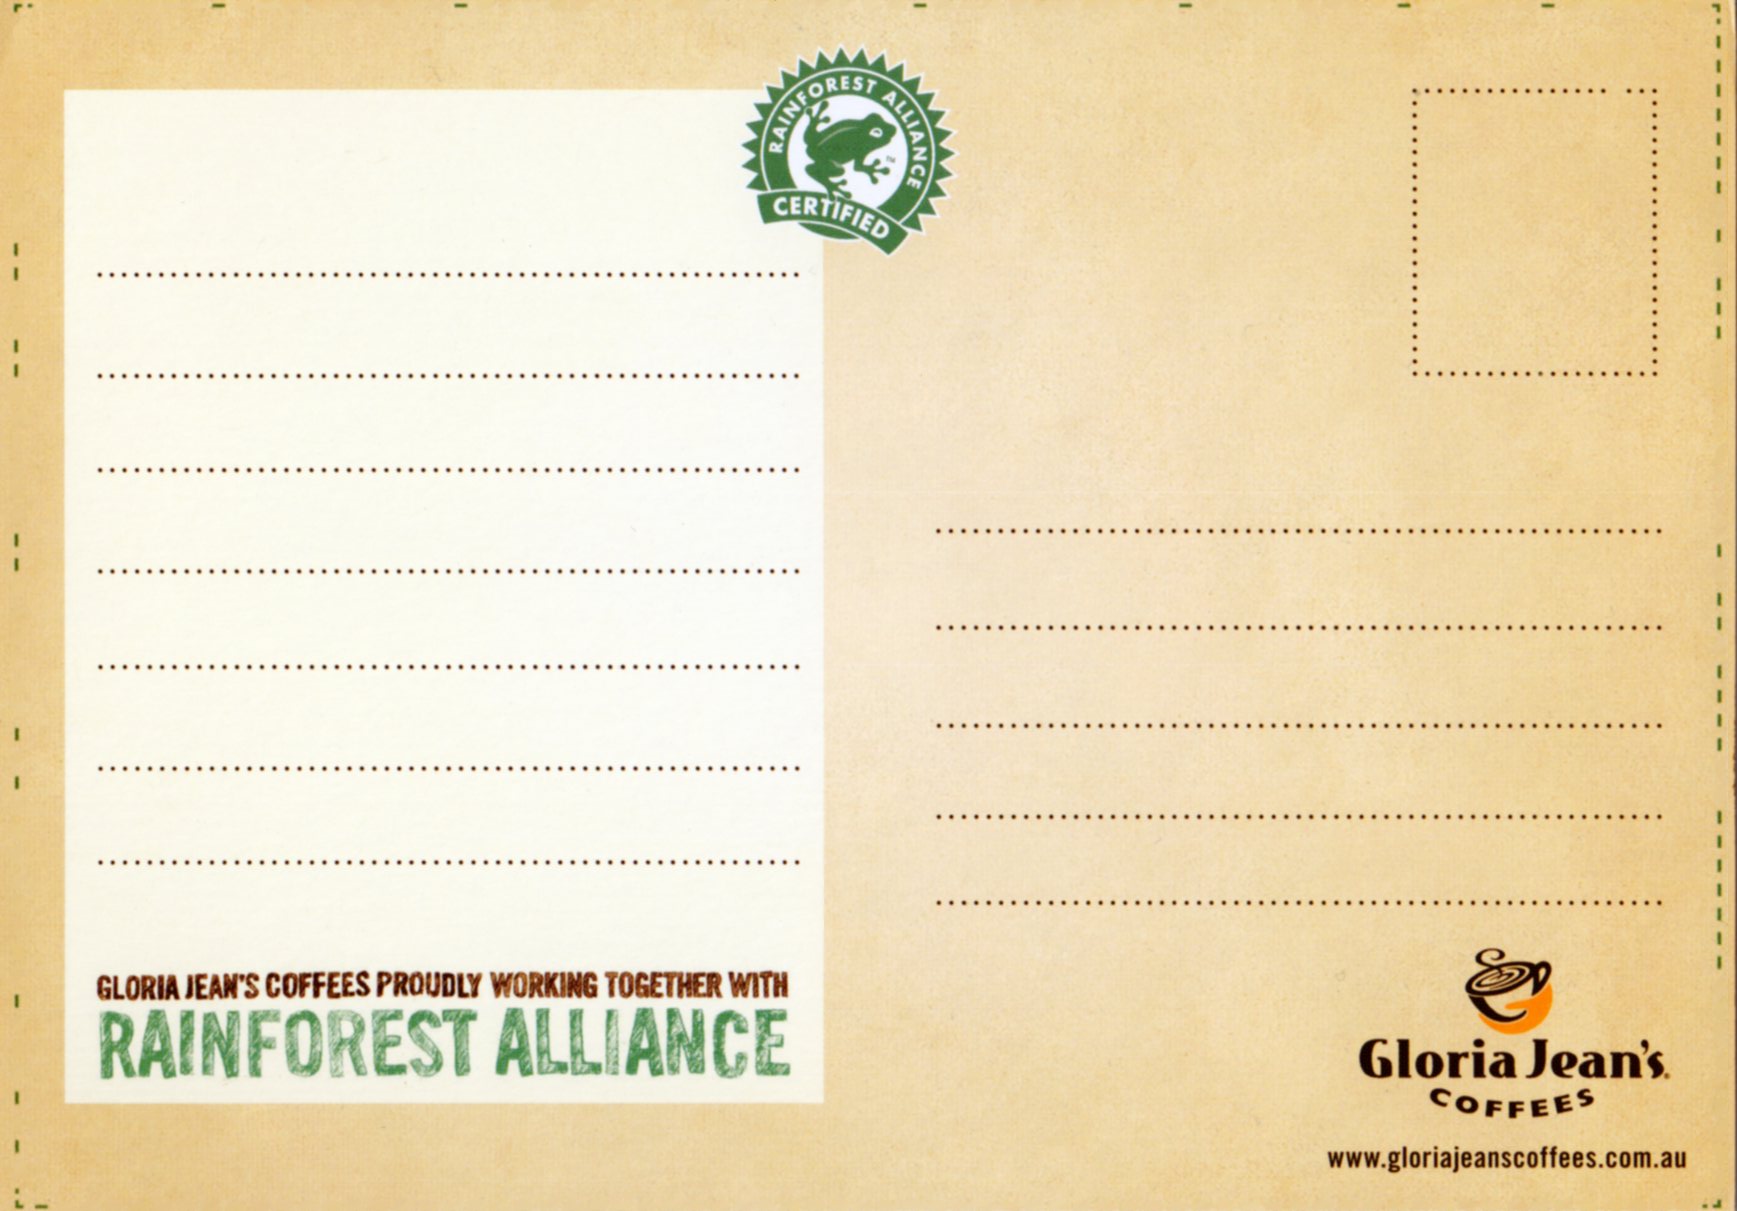 RAINFOREST ALLIANCE
™
CERTIFIED
GLORIA JEAN'S COFFEES PROUDLY WORKING TOGETHER WITH
RAINFOREST ALLIANCE
Gloria Jean's®
COFFEES
www.gloriajeanscoffees.com.au